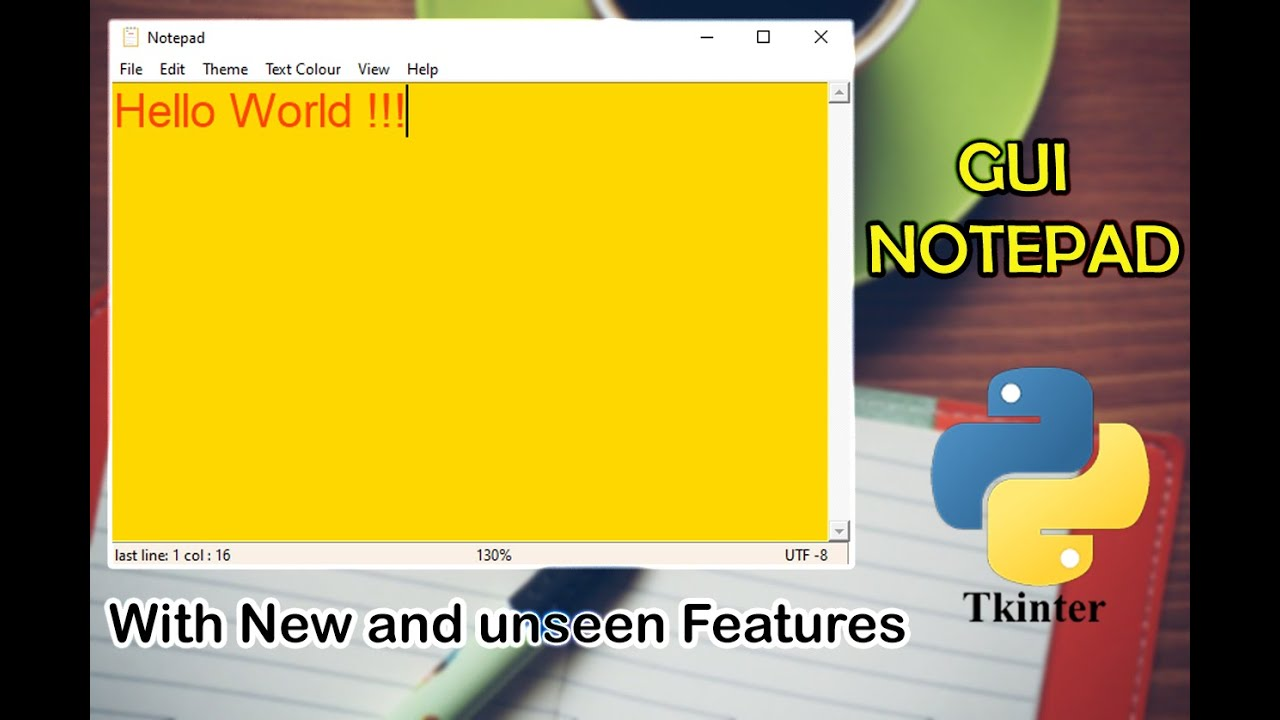 Notepad
File Edit Theme Text Colour View Help
Hello World !!!
last line: 1 col : 16 130% UTF -8
GUI
NOTEPAD
Tkinter
With New and unseen Features